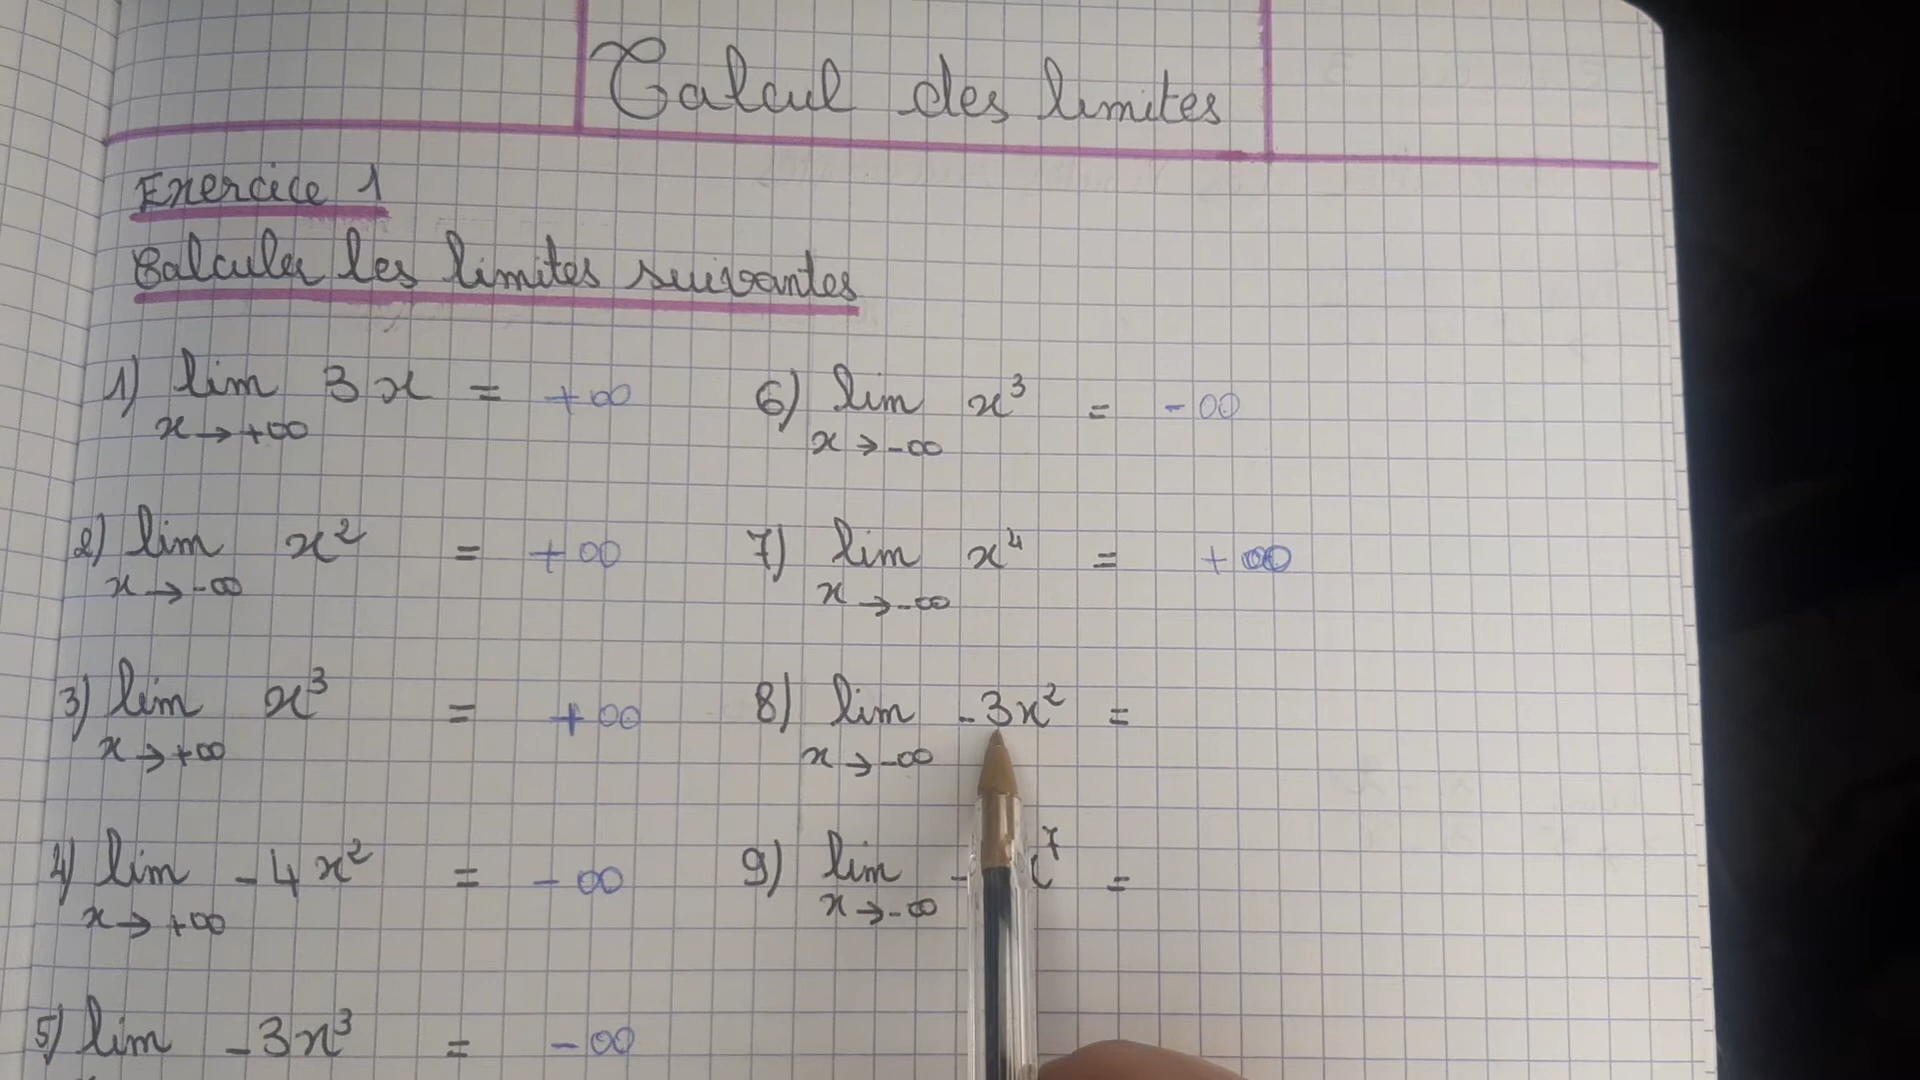 Calcul des limites
Exercice 1
Calculer les limites suivantes
1) lim 3x = +∞
x→+∞
2) lim x² = +∞
x→-∞
3) lim x³ = +∞
x→+∞
4) lim -4x² = -∞
x→+∞
5) lim -3x³ = -∞
6) lim x³ = -∞
x→-∞
7) lim x⁴ = +∞
x→-∞
8) lim -3x² =
x→-∞
9) lim - ⁷ =
x→-∞